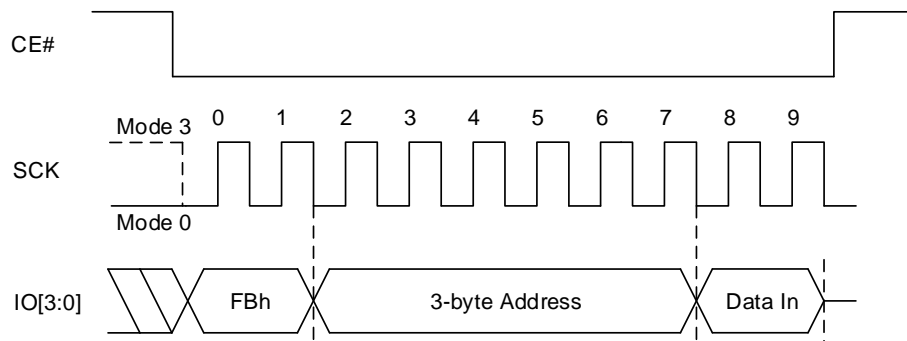 CE#
0 1 2 3 4 5 6 7 8 9
Mode 3
SCK
Mode 0
IO[3:0] FBh 3-byte Address Data In